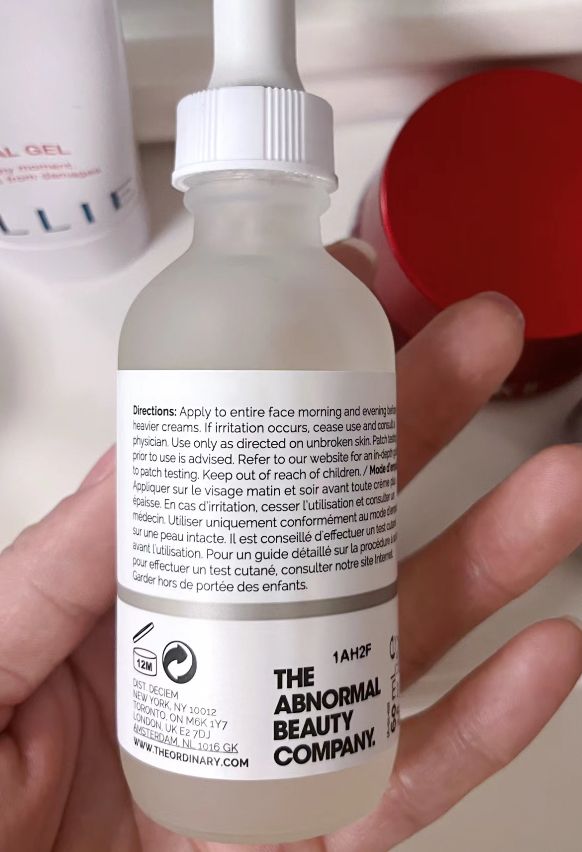 AL GEL
ny moment
from damaged
LLIE
Directions: Apply to entire face morning and evening before
heavier creams. If irritation occurs, cease use and consult a
physician. Use only as directed on unbroken skin. Patch testing
prior to use is advised. Refer to our website for an in-depth
to patch testing. Keep out of reach of children. / Mode d'emploi
Appliquer sur le visage matin et soir avant toute crème plus
épaisse. En cas d'irritation, cesser l'utilisation et consulter un
médecin. Utiliser uniquement conformément au mode d'emploi
sur une peau intacte. Il est conseillé d'effectuer un test cutané
avant l'utilisation. Pour un guide détaillé sur la procédure à
pour effectuer un test cutané, consulter notre site Internet.
Garder hors de portée des enfants.
12M
DIST. DECIEM
NEW YORK, NY 10012
TORONTO, ON M6K 1Y7
LONDON, UK E2 7DJ
AMSTERDAM, NL 1016 GK
WWW.THEORDINARY.COM
1AH2F
THE
ABNORMAL
BEAUTY
COMPANY.